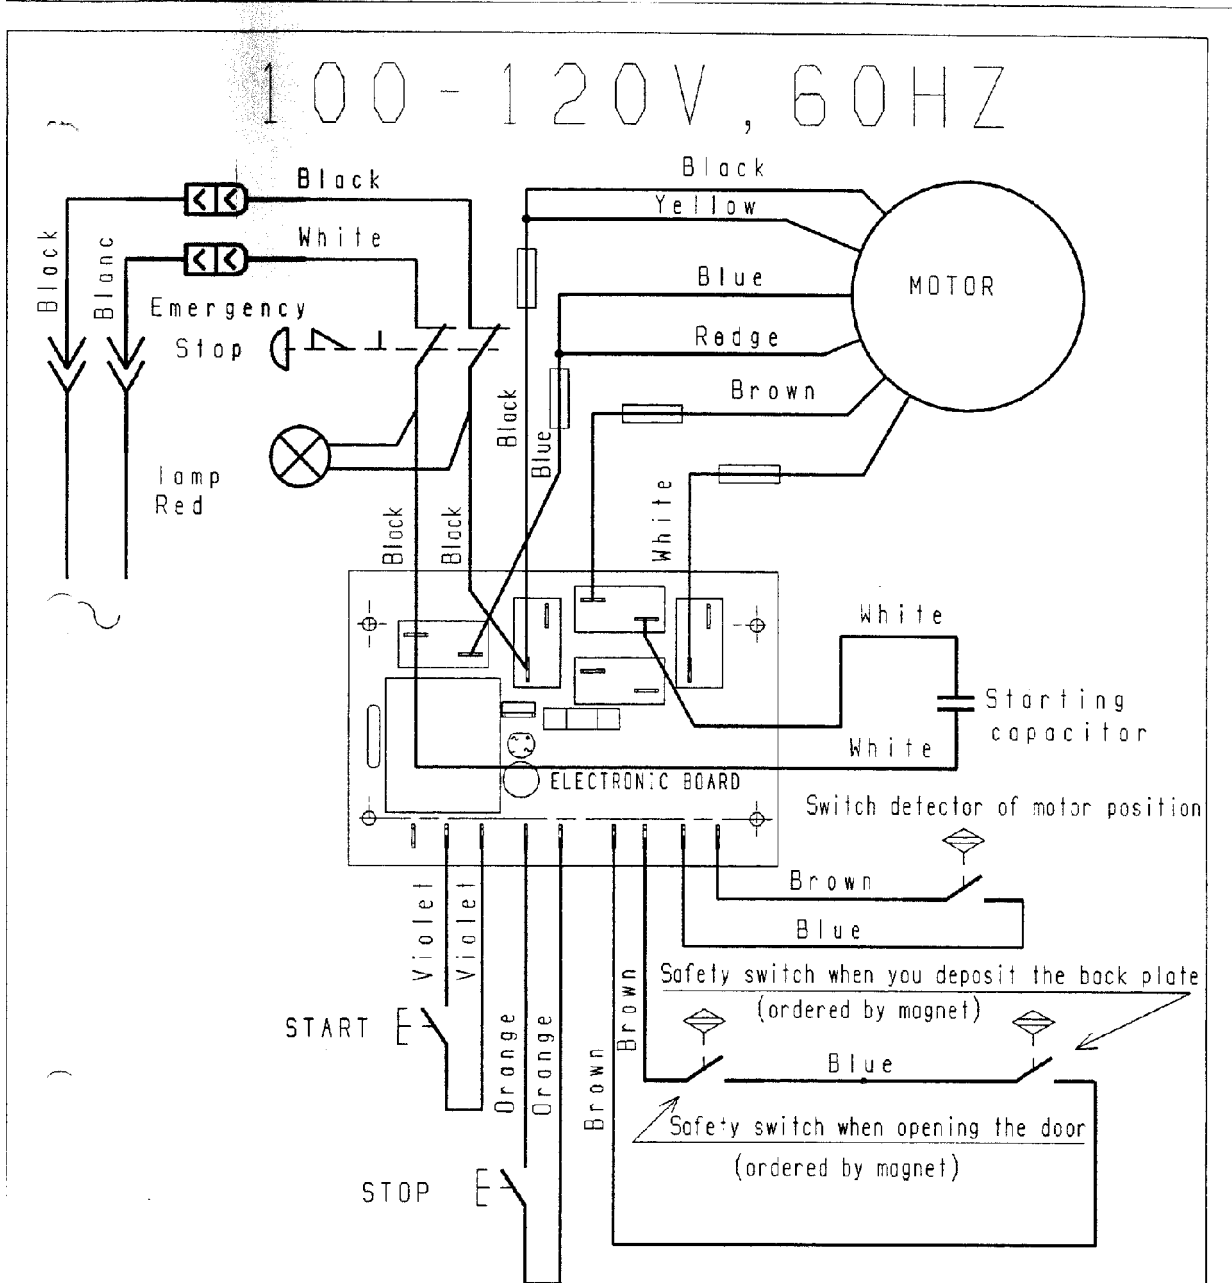 100-120V, 60HZ
Black
Black
Yellow
White
Black
Blanc
Blue
MOTOR
Emergency
Stop
Redge
Brown
Black
Blue
lamp
Red
White
Black
Black
White
Starting
capacitor
White
ELECTRONIC BOARD
Switch detector of motor position
Brown
Blue
Violet
Violet
Safety switch when you deposit the back plate
(ordered by magnet)
START
Orange
Orange
Brown
Brown
Blue
Safety switch when opening the door
(ordered by magnet)
STOP